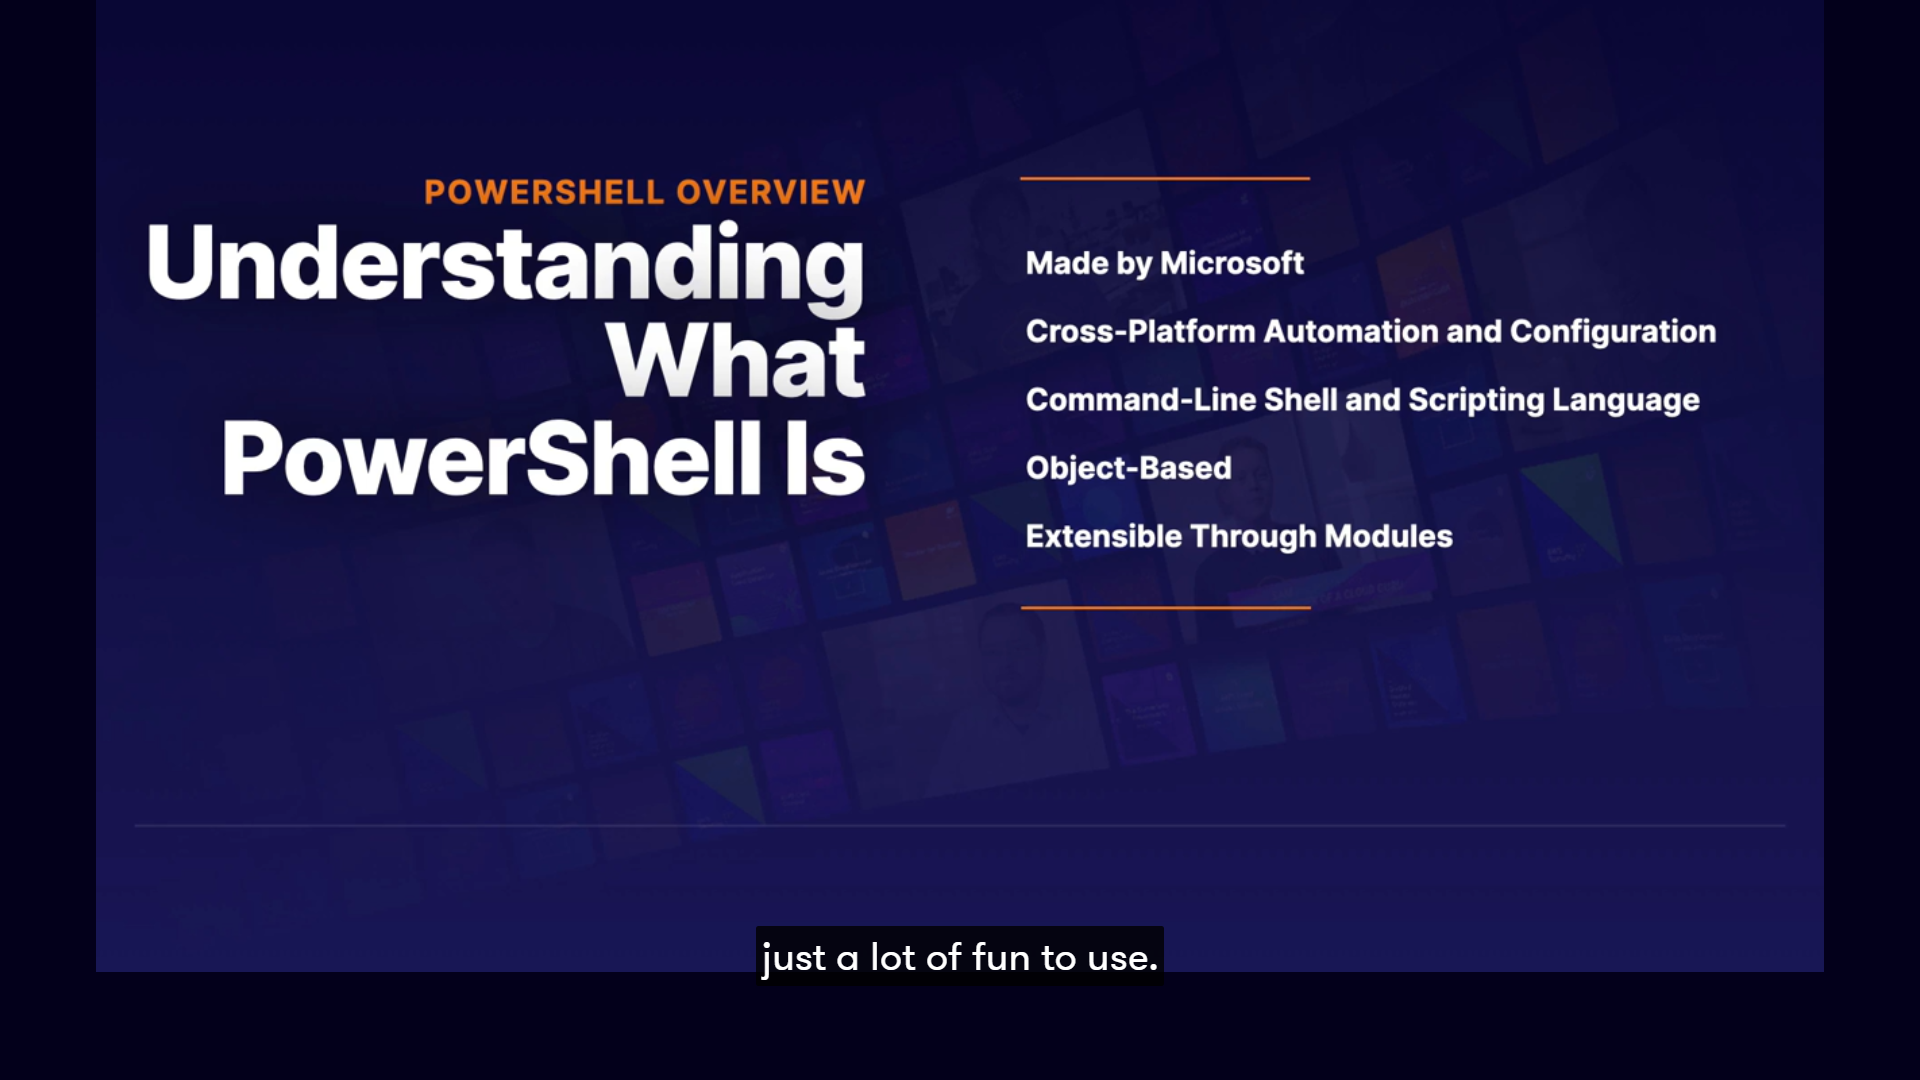 POWERSHELL OVERVIEW
Understanding
What
PowerShell Is
Made by Microsoft
Cross-Platform Automation and Configuration
Command-Line Shell and Scripting Language
Object-Based
Extensible Through Modules
just a lot of fun to use.